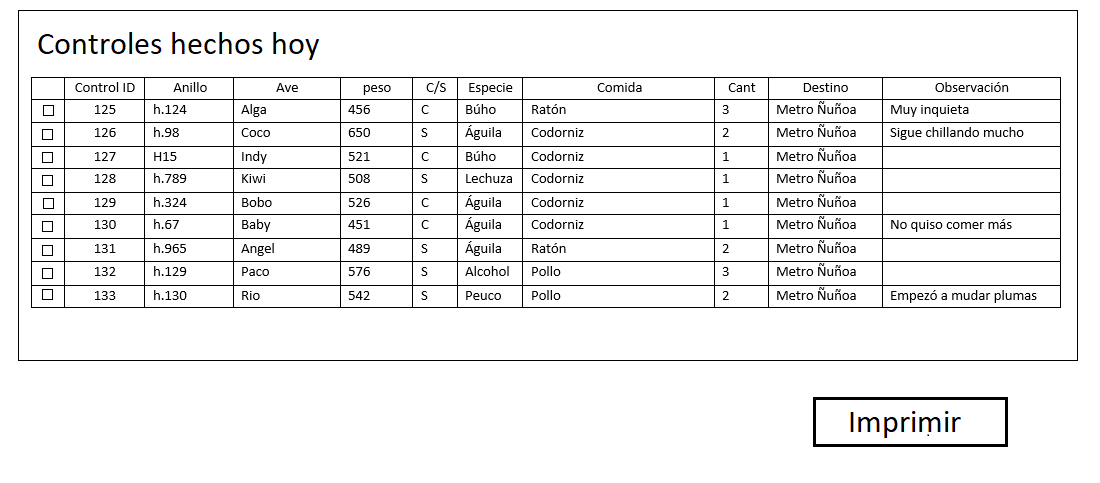 Controles hechos hoy
Control ID Anillo Ave peso C/S Especie Comida Cant Destino Observación
125 h.124 Alga 456 C Búho Ratón 3 Metro Ñuñoa Muy inquieta
126 h.98 Coco 650 S Águila Codorniz 2 Metro Ñuñoa Sigue chillando mucho
127 H15 Indy 521 C Búho Codorniz 1 Metro Ñuñoa
128 h.789 Kiwi 508 S Lechuza Codorniz 1 Metro Ñuñoa
129 h.324 Bobo 526 C Águila Codorniz 1 Metro Ñuñoa
130 h.67 Baby 451 C Águila Codorniz 1 Metro Ñuñoa No quiso comer más
131 h.965 Angel 489 S Águila Ratón 2 Metro Ñuñoa
132 h.129 Paco 576 S Alcohol Pollo 3 Metro Ñuñoa
133 h.130 Rio 542 S Peuco Pollo 2 Metro Ñuñoa Empezó a mudar plumas
Imprimir